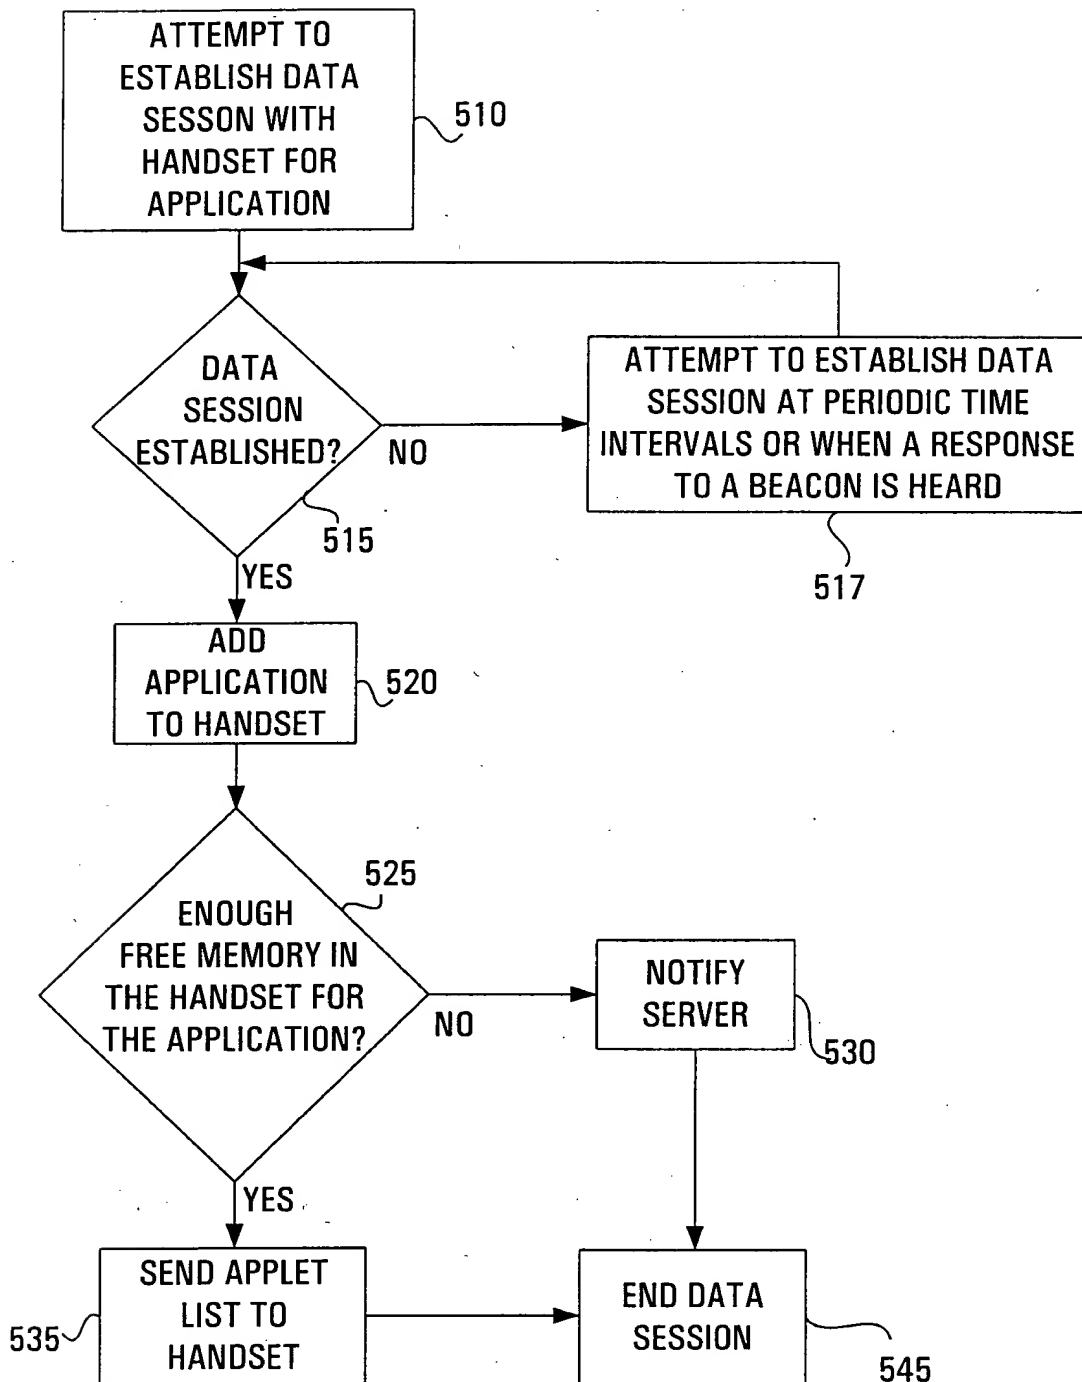 ATTEMPT TO
ESTABLISH DATA
SESSON WITH
HANDSET FOR
APPLICATION
510
DATA
SESSION
ESTABLISHED?
NO
515
YES
ATTEMPT TO ESTABLISH DATA
SESSION AT PERIODIC TIME
INTERVALS OR WHEN A RESPONSE
TO A BEACON IS HEARD
517
ADD
APPLICATION
TO HANDSET
520
525
ENOUGH
FREE MEMORY IN
THE HANDSET FOR
THE APPLICATION?
NO
YES
NOTIFY
SERVER
530
SEND APPLET
LIST TO
HANDSET
535
END DATA
SESSION
545